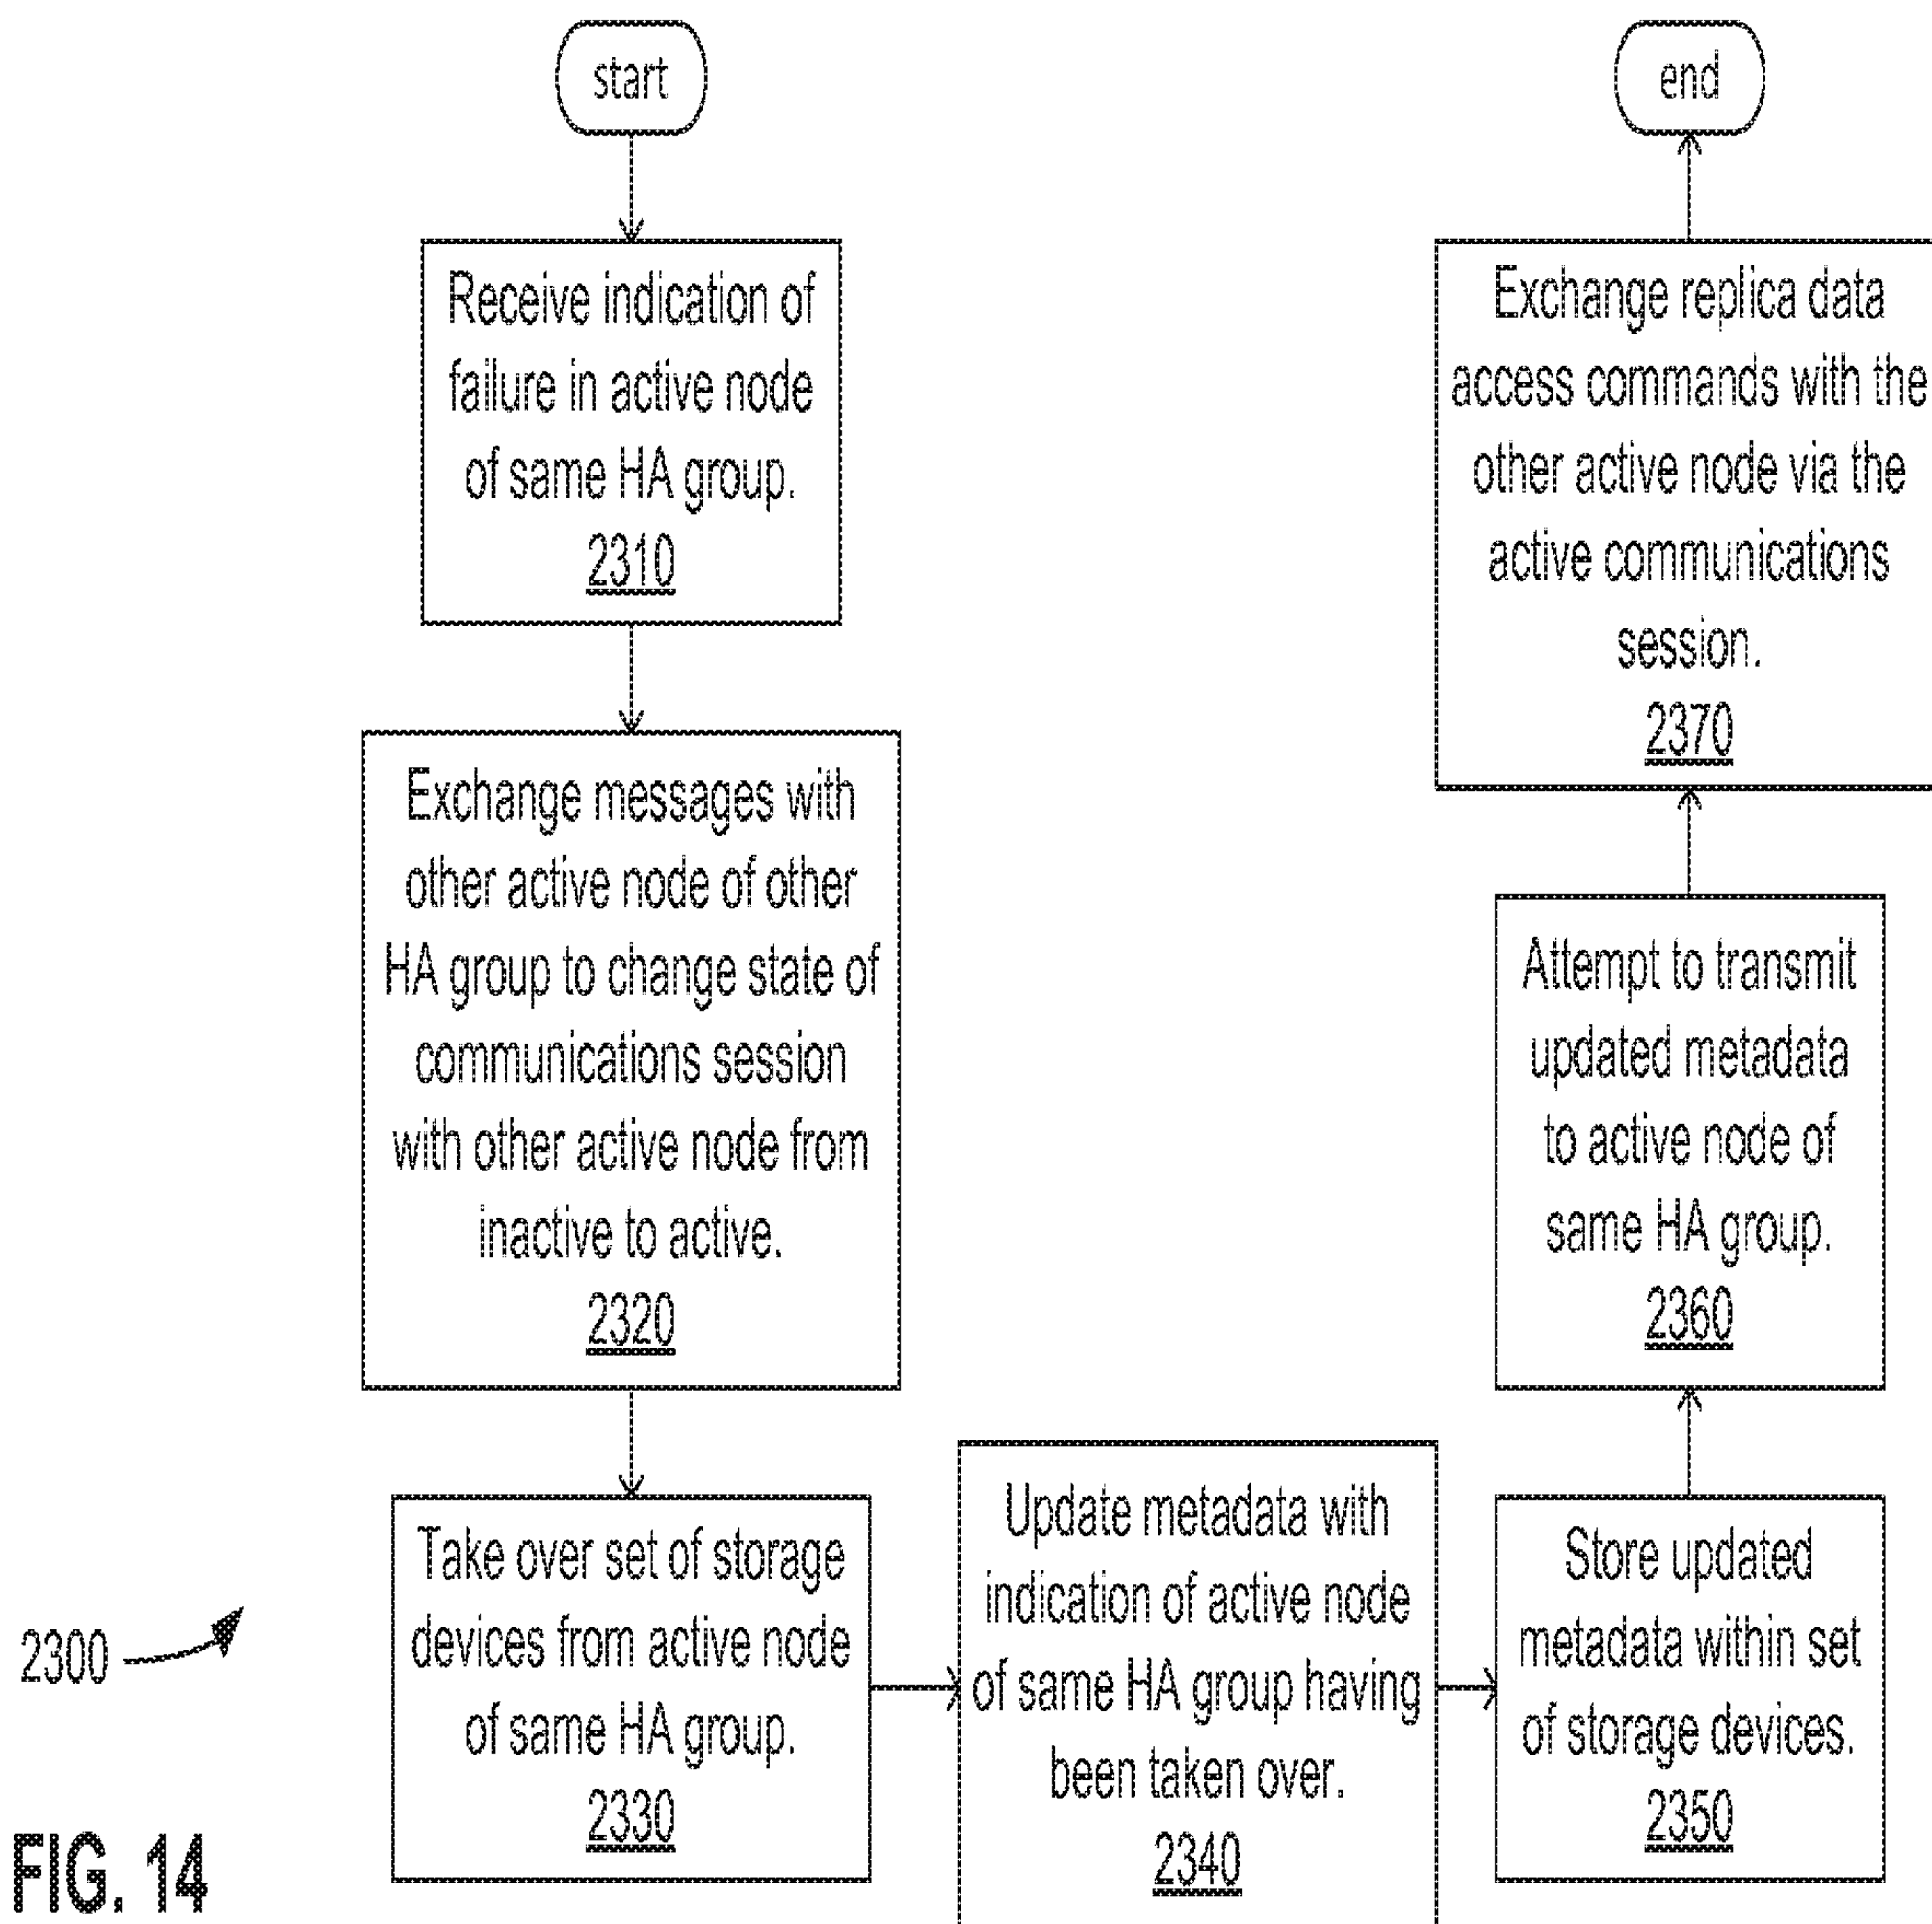 start
Receive indication of
failure in active node
of same HA group.
2310
Exchange messages with
other active node of other
HA group to change state of
communications session
with other active node from
inactive to active.
2320
Take over set of storage
devices from active node
of same HA group.
2330
Update metadata with
indication of active node
of same HA group having
been taken over.
2340
Store updated
metadata within set
of storage devices.
2350
Attempt to transmit
updated metadata
to active node of
same HA group.
2360
Exchange replica data
access commands with the
other active node via the
active communications
session.
2370
end
2300
FIG. 14